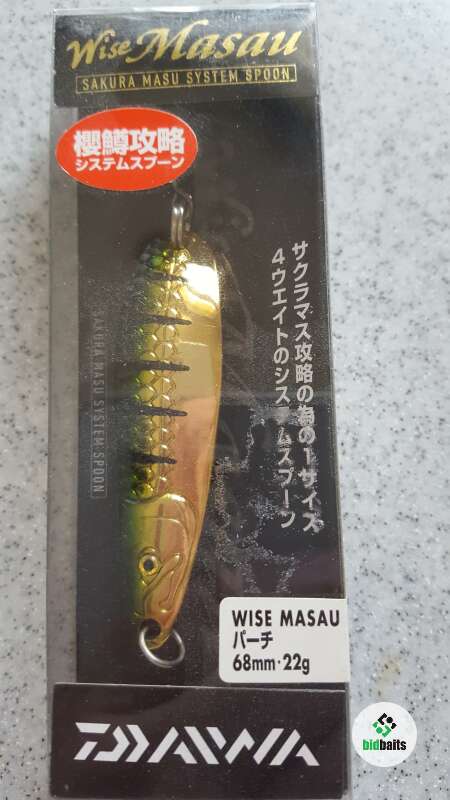 Wise Masau
SAKURA MASU SYSTEM SPOON
櫻鱒攻略
システムスプーン
サクラマス攻略の為の1サイズ
4ウエイトのシステムスプーン
SAKURA MASU SYSTEM SPOON
WISE MASAU
パーチ
68mm·22g
DAIWA
bidbaits